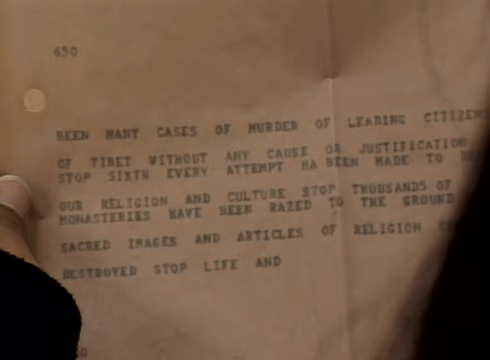 650
BEEN MANY CASES OF MURDER OF LEADING CITIZENS
OF TIBET WITHOUT ANY CAUSE OR JUSTIFICATION
STOP SIXTH EVERY ATTEMPT HA BEEN MADE TO
OUR RELIGION AND CULTURE STOP THOUSANDS OF
MONASTERIES HAVE BEEN RAZED TO THE GROUND
SACRED IMAGES AND ARTICLES OF RELIGION
DESTROYED STOP LIFE AND